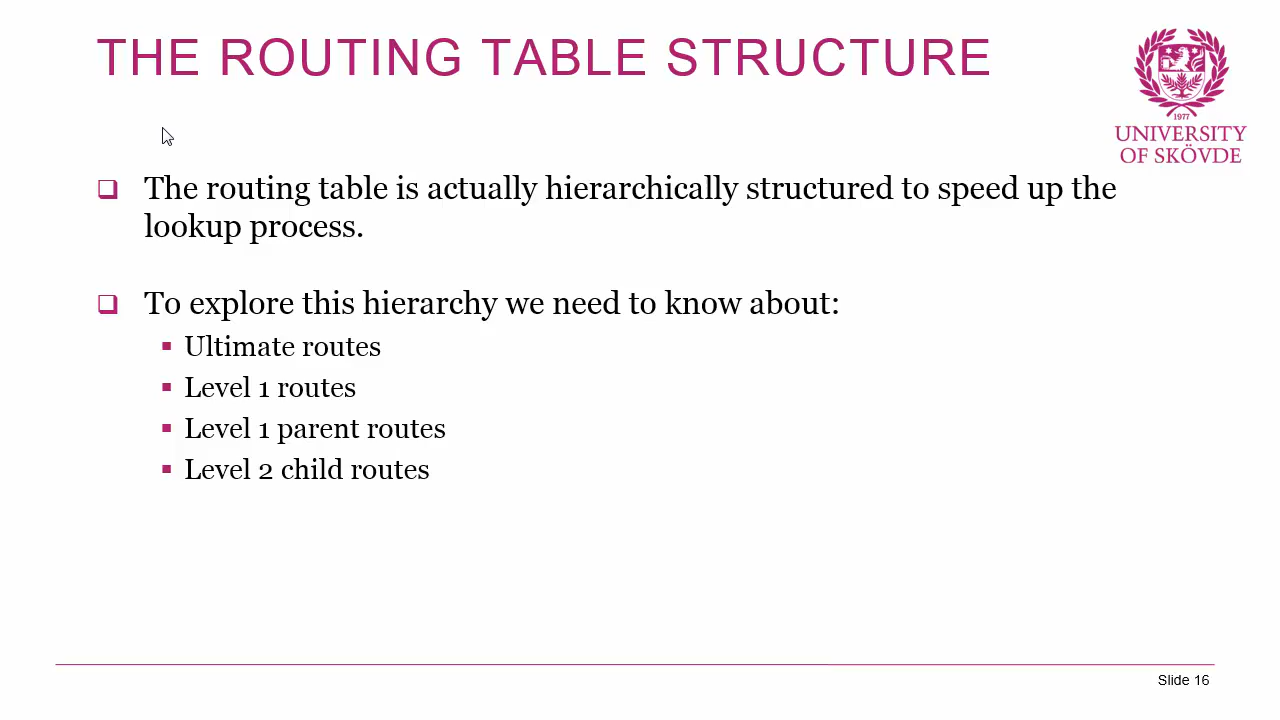 THE ROUTING TABLE STRUCTURE
1977
UNIVERSITY
OF SKÖVDE
The routing table is actually hierarchically structured to speed up the
lookup process.
To explore this hierarchy we need to know about:
Ultimate routes
Level 1 routes
Level 1 parent routes
Level 2 child routes
Slide 16